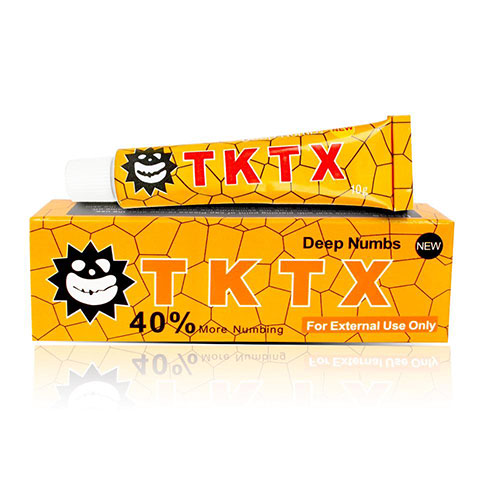 NEW
TKTX
10g
Deep Numbs
NEW
TKTX
40% More Numbing
For External Use Only